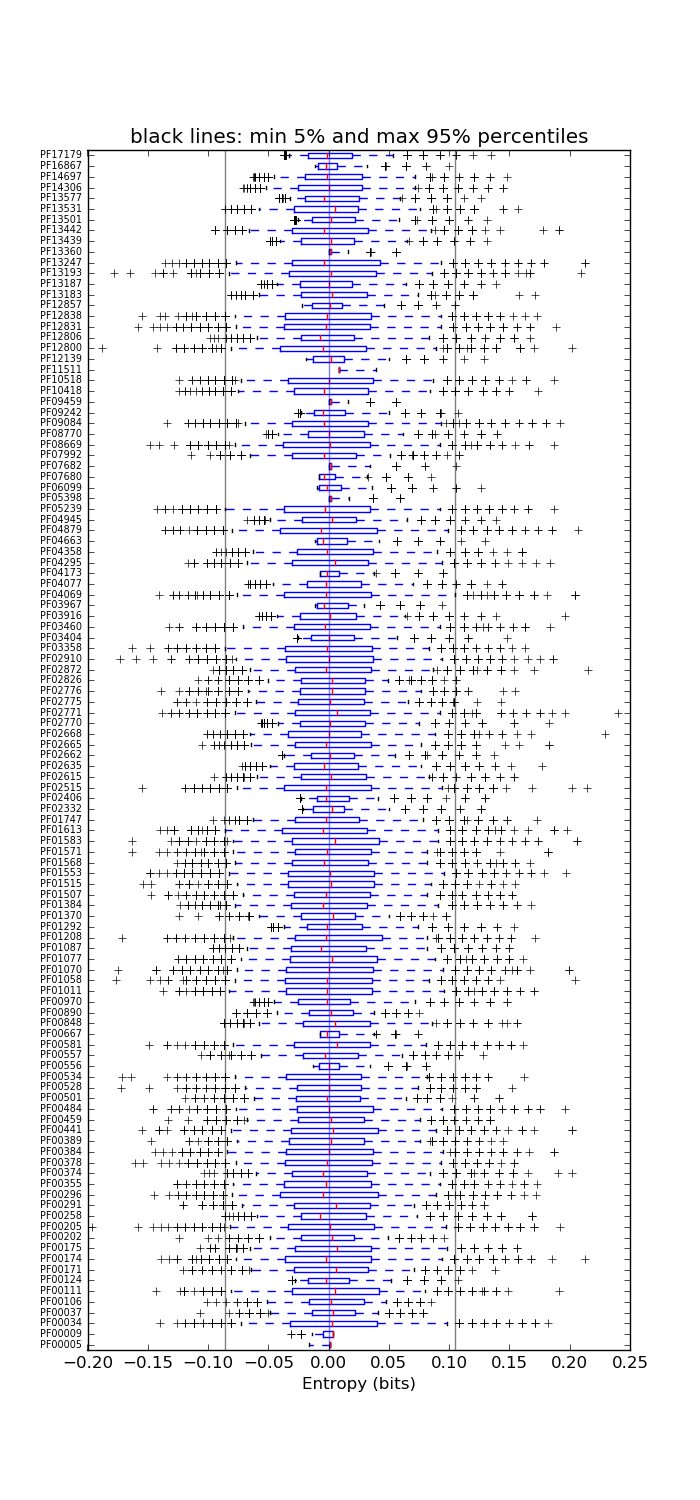 black lines: min 5% and max 95% percentiles
PF17179
PF16867
PF14697
PF14306
PF13577
PF13531
PF13501
PF13442
PF13439
PF13360
PF13247
PF13193
PF13187
PF13183
PF12857
PF12838
PF12831
PF12806
PF12800
PF12139
PF11511
PF10518
PF10418
PF09459
PF09242
PF09084
PF08770
PF08669
PF07992
PF07682
PF07680
PF06099
PF05398
PF05239
PF04945
PF04879
PF04663
PF04358
PF04295
PF04173
PF04077
PF04069
PF03967
PF03916
PF03460
PF03404
PF03358
PF02910
PF02872
PF02826
PF02776
PF02775
PF02771
PF02770
PF02668
PF02665
PF02662
PF02635
PF02615
PF02515
PF02406
PF02332
PF01747
PF01613
PF01583
PF01571
PF01568
PF01553
PF01515
PF01507
PF01384
PF01370
PF01292
PF01208
PF01087
PF01077
PF01070
PF01058
PF01011
PF00970
PF00890
PF00848
PF00667
PF00581
PF00557
PF00556
PF00534
PF00528
PF00501
PF00484
PF00459
PF00441
PF00389
PF00384
PF00378
PF00374
PF00355
PF00296
PF00291
PF00258
PF00205
PF00202
PF00175
PF00174
PF00171
PF00124
PF00111
PF00106
PF00037
PF00034
PF00009
PF00005
−0.20 −0.15 −0.10 −0.05 0.00 0.05 0.10 0.15 0.20 0.25
Entropy (bits)